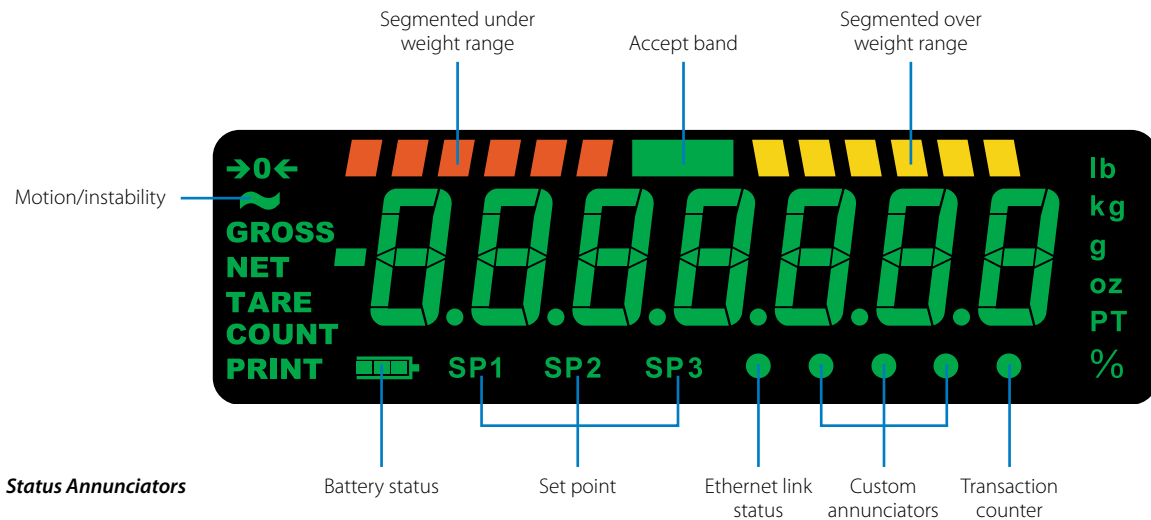 Segmented under
weight range
Accept band
Segmented over
weight range
Motion/instability
→0←
~
GROSS
NET
TARE
COUNT
PRINT
-8.8.8.8.8.8.8
SP1 SP2 SP3
lb
kg
g
oz
PT
%
Status Annunciators
Battery status
Set point
Ethernet link
status
Custom
annunciators
Transaction
counter